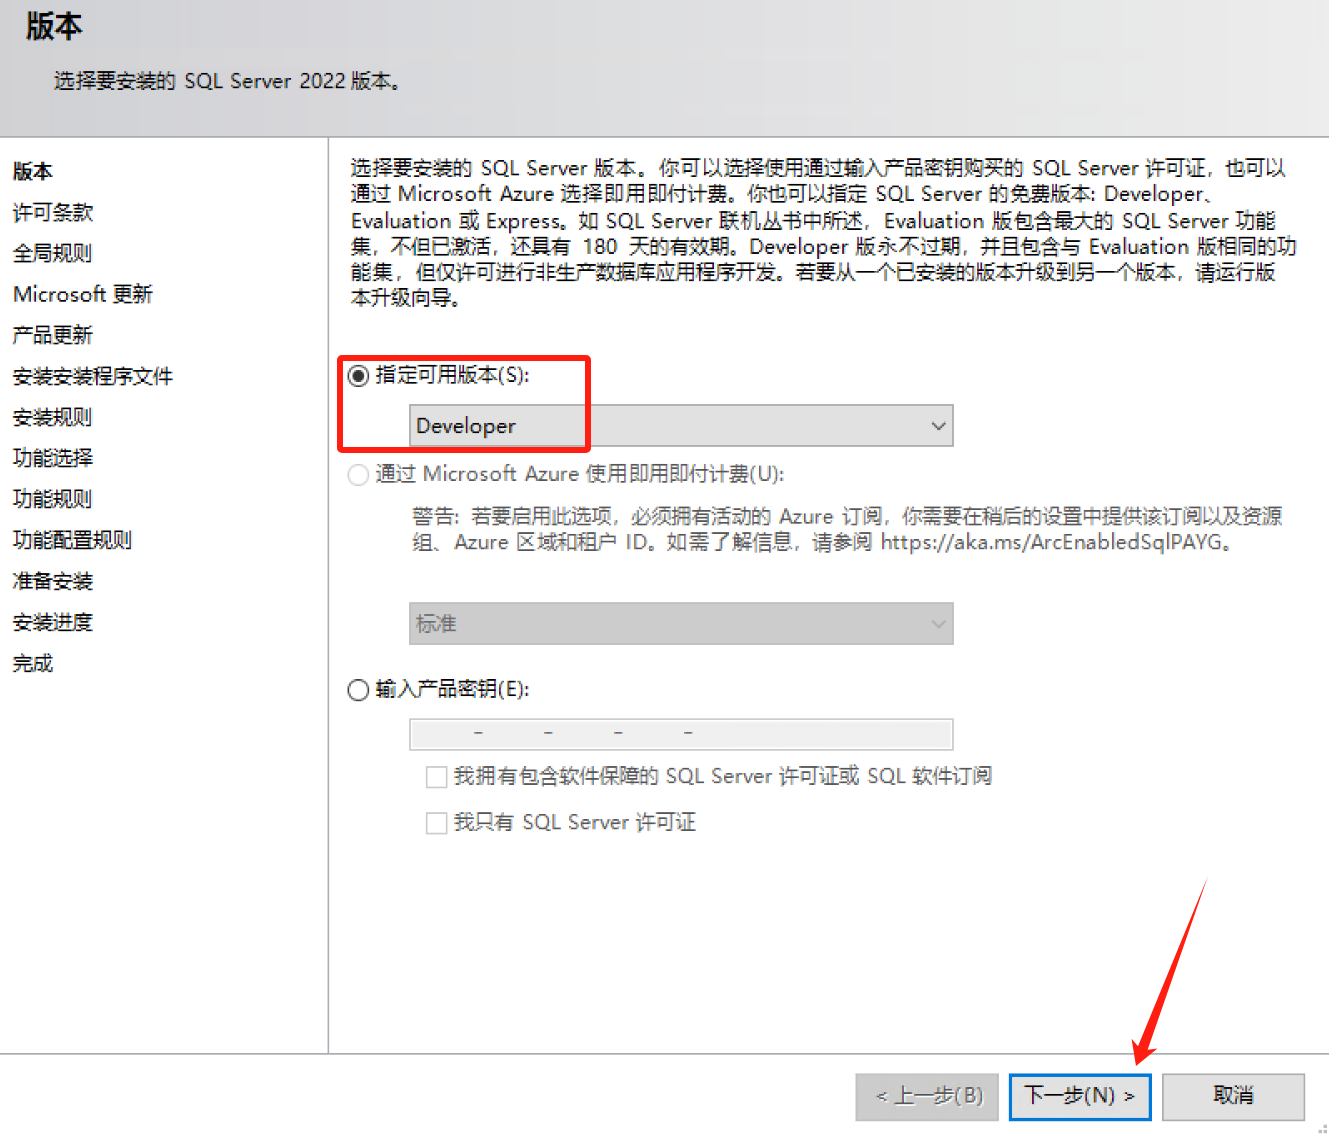 版本
选择要安装的 SQL Server 2022 版本。
版本
许可条款
全局规则
Microsoft 更新
产品更新
安装安装程序文件
安装规则
功能选择
功能规则
功能配置规则
准备安装
安装进度
完成
选择要安装的 SQL Server 版本。你可以选择使用通过输入产品密钥购买的 SQL Server 许可证，也可以
通过 Microsoft Azure 选择即用即付计费。你也可以指定 SQL Server 的免费版本: Developer、
Evaluation 或 Express。如 SQL Server 联机丛书中所述，Evaluation 版包含最大的 SQL Server 功能
集，不但已激活，还具有 180 天的有效期。Developer 版永不过期，并且包含与 Evaluation 版相同的功
能集，但仅许可进行非生产数据库应用程序开发。若要从一个已安装的版本升级到另一个版本，请运行版
本升级向导。
指定可用版本(S):
Developer
通过 Microsoft Azure 使用即用即付计费(U):
警告: 若要启用此选项，必须拥有活动的 Azure 订阅，你需要在稍后的设置中提供该订阅以及资源
组、Azure 区域和租户 ID。如需了解信息，请参阅 https://aka.ms/ArcEnabledSqlPAYG。
标准
输入产品密钥(E):
- - - -
我拥有包含软件保障的 SQL Server 许可证或 SQL 软件订阅
我只有 SQL Server 许可证
< 上一步(B) 下一步(N) > 取消